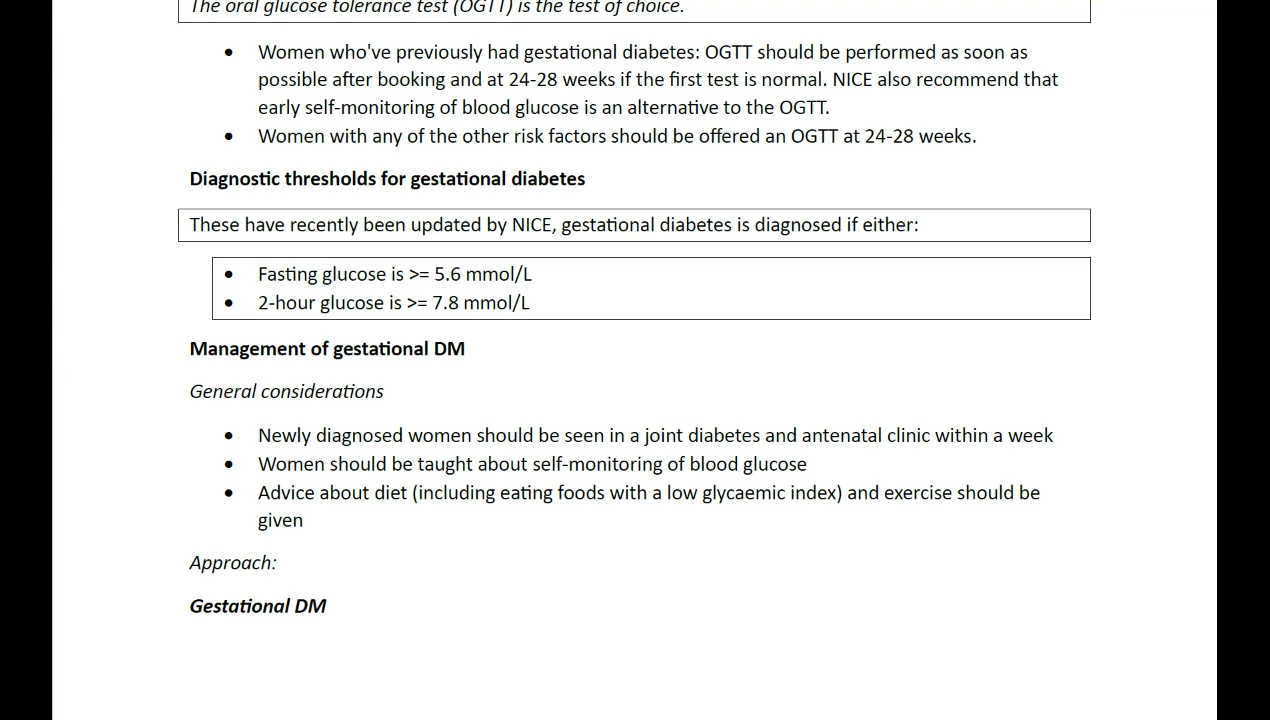 The oral glucose tolerance test (OGTT) is the test of choice.
• Women who've previously had gestational diabetes: OGTT should be performed as soon as
possible after booking and at 24-28 weeks if the first test is normal. NICE also recommend that
early self-monitoring of blood glucose is an alternative to the OGTT.
• Women with any of the other risk factors should be offered an OGTT at 24-28 weeks.
Diagnostic thresholds for gestational diabetes
These have recently been updated by NICE, gestational diabetes is diagnosed if either:
• Fasting glucose is >= 5.6 mmol/L
• 2-hour glucose is >= 7.8 mmol/L
Management of gestational DM
General considerations
• Newly diagnosed women should be seen in a joint diabetes and antenatal clinic within a week
• Women should be taught about self-monitoring of blood glucose
• Advice about diet (including eating foods with a low glycaemic index) and exercise should be
given
Approach:
Gestational DM